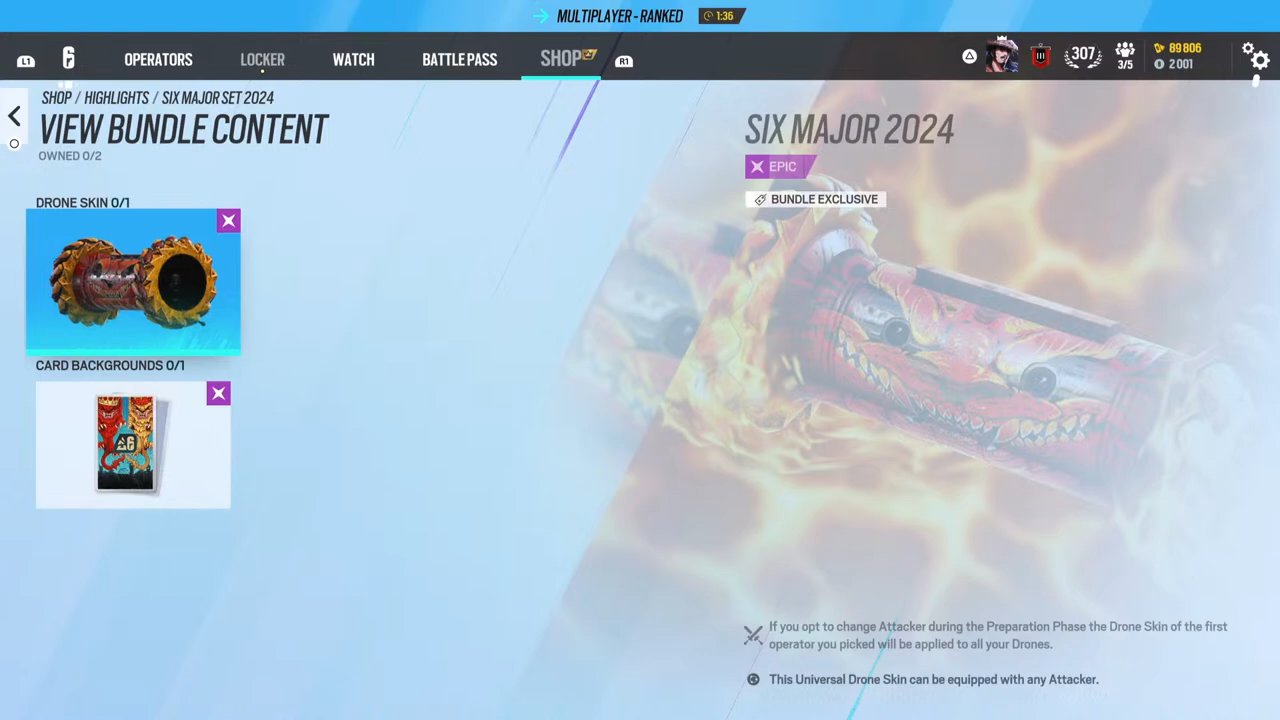 MULTIPLAYER - RANKED
1:36
L1
6
OPERATORS
LOCKER
WATCH
BATTLE PASS
SHOP
R1
III
307
3/5
89 806
2 001
SHOP / HIGHLIGHTS / SIX MAJOR SET 2024
VIEW BUNDLE CONTENT
OWNED 0/2
DRONE SKIN 0/1
CARD BACKGROUNDS 0/1
6
SIX MAJOR 2024
EPIC
BUNDLE EXCLUSIVE
If you opt to change Attacker during the Preparation Phase the Drone Skin of the first
operator you picked will be applied to all your Drones.
This Universal Drone Skin can be equipped with any Attacker.